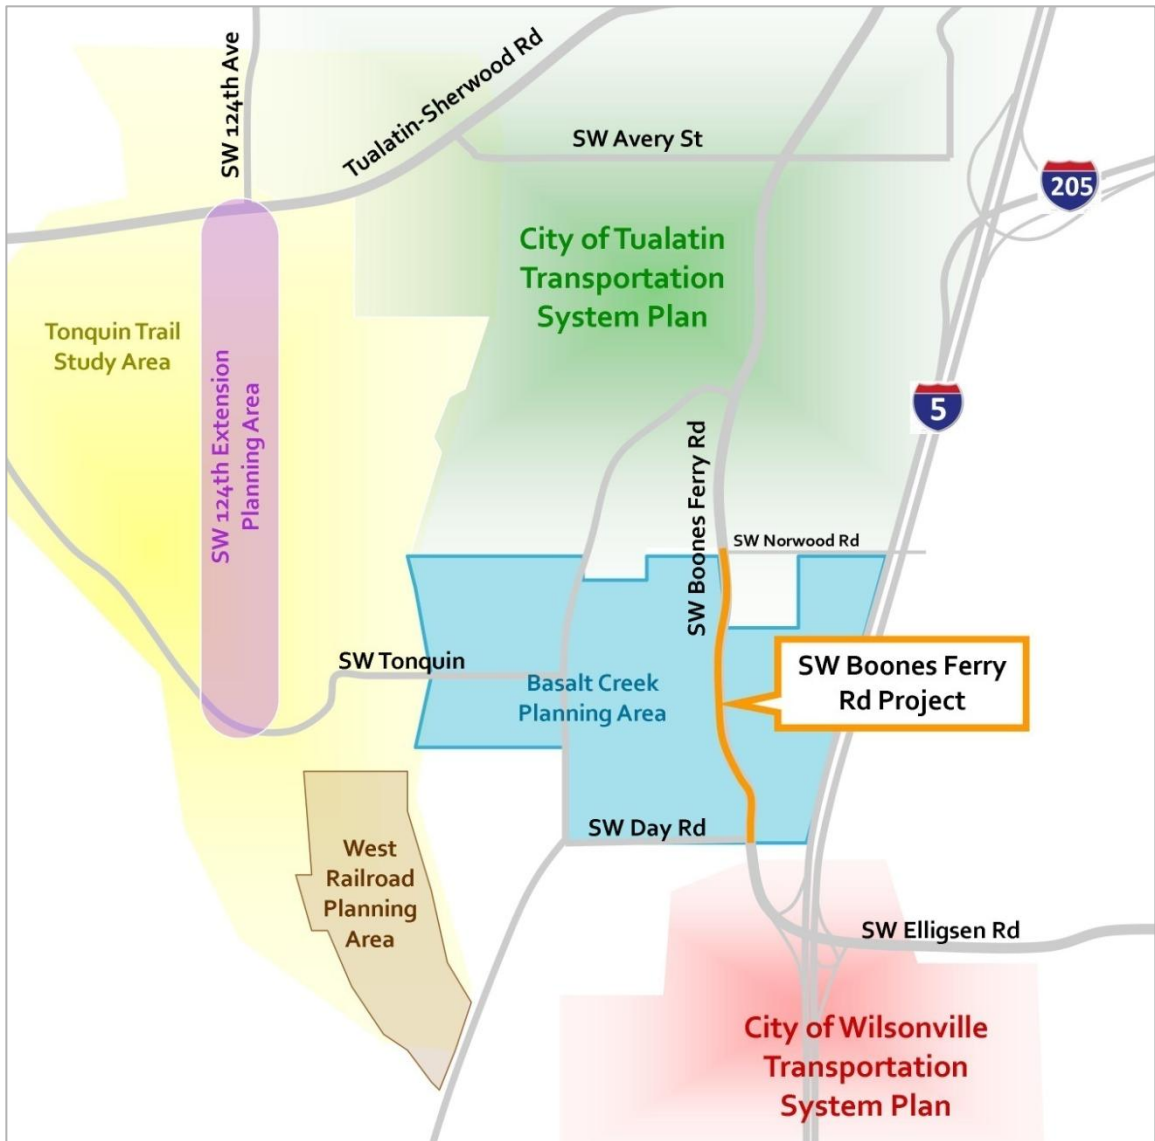 SW 124th Ave
Tualatin-Sherwood Rd
SW Avery St
205
City of Tualatin
Transportation
System Plan
Tonquin Trail
Study Area
SW 124th Extension
Planning Area
5
SW Boones Ferry Rd
SW Norwood Rd
SW Tonquin
Basalt Creek
Planning Area
SW Boones Ferry
Rd Project
SW Day Rd
West
Railroad
Planning
Area
SW Elligsen Rd
City of Wilsonville
Transportation
System Plan